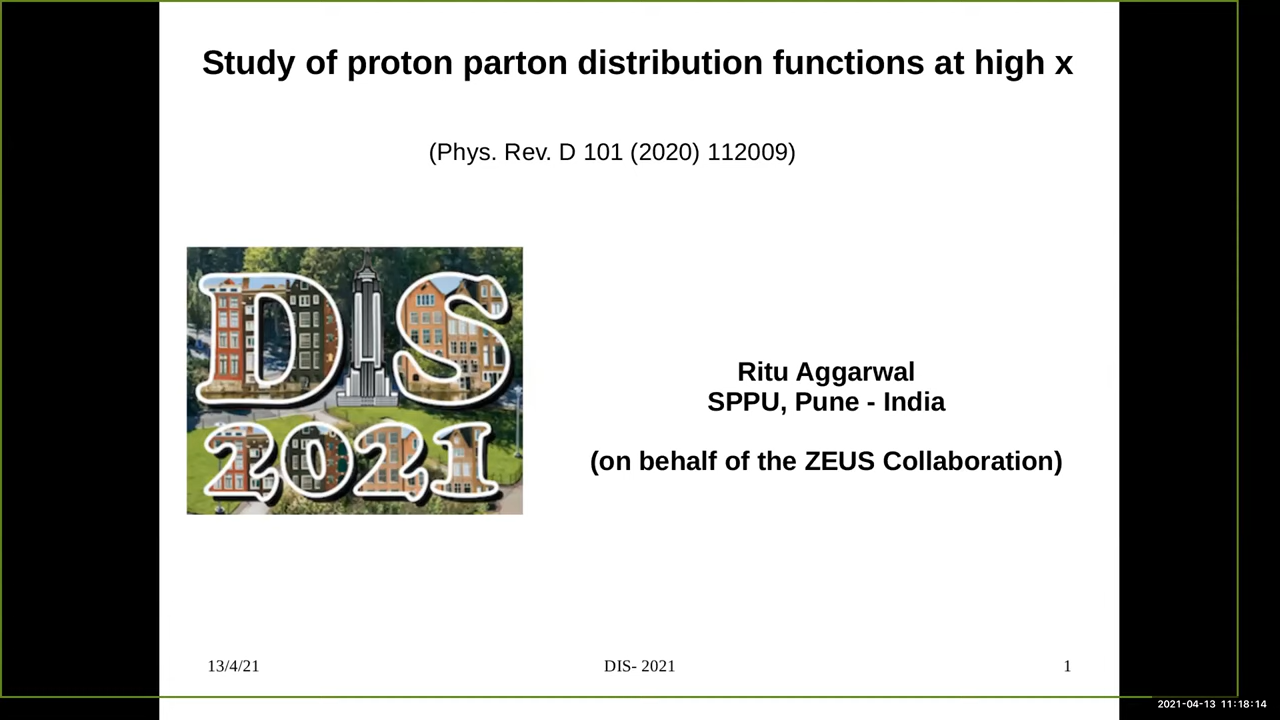 Study of proton parton distribution functions at high x
(Phys. Rev. D 101 (2020) 112009)
DIS
2021
Ritu Aggarwal
SPPU, Pune - India
(on behalf of the ZEUS Collaboration)
13/4/21
DIS- 2021
1
2021-04-13 11:18:14